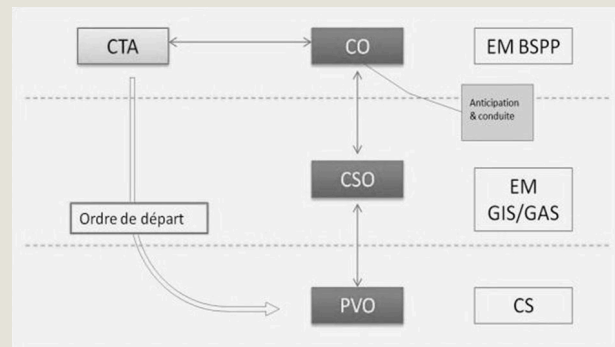 CTA
CO
EM BSPP
Anticipation
& conduite
CSO
EM
GIS/GAS
Ordre de départ
PVO
CS